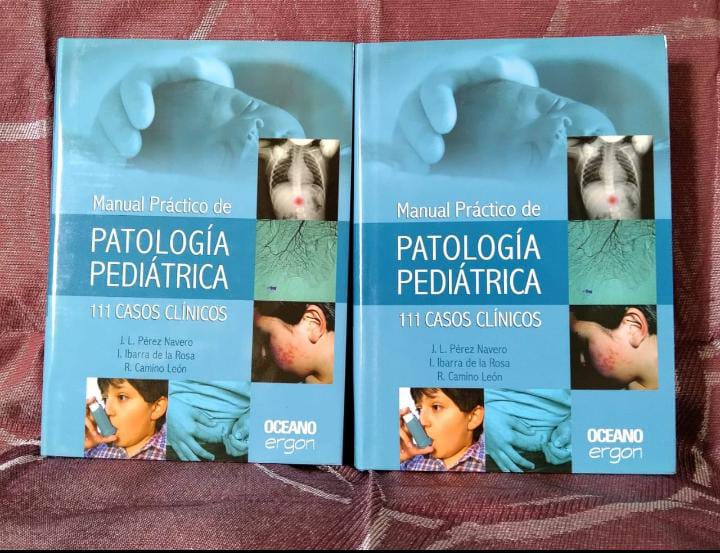 Manual Práctico de
PATOLOGÍA
PEDIÁTRICA
111 CASOS CLÍNICOS
J. L. Pérez Navero
I. Ibarra de la Rosa
R. Camino León
OCEANO
ergon
Manual Práctico de
PATOLOGÍA
PEDIÁTRICA
111 CASOS CLÍNICOS
J. L. Pérez Navero
I. Ibarra de la Rosa
R. Camino León
OCEANO
ergon